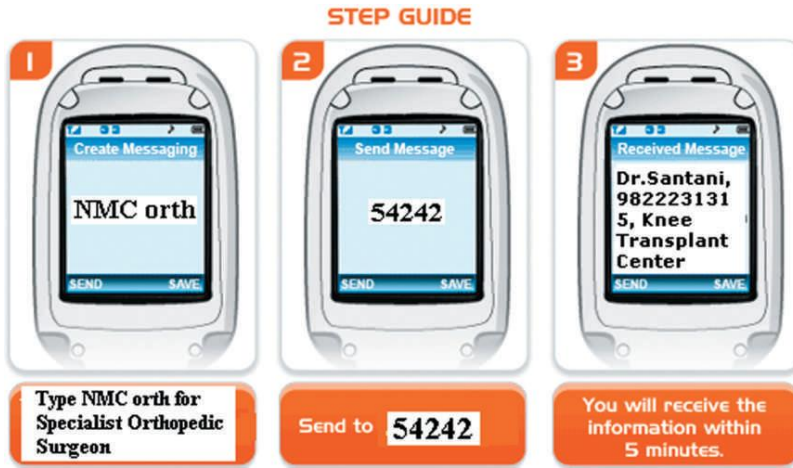 STEP GUIDE
1
Create Messaging
NMC orth
SEND SAVE
Type NMC orth for
Specialist Orthopedic
Surgeon
2
Send Message
54242
SEND SAVE
Send to 54242
3
Received Message
Dr.Santani,
982223131
5, Knee
Transplant
Center
SEND SAVE
You will receive the
information within
5 minutes.